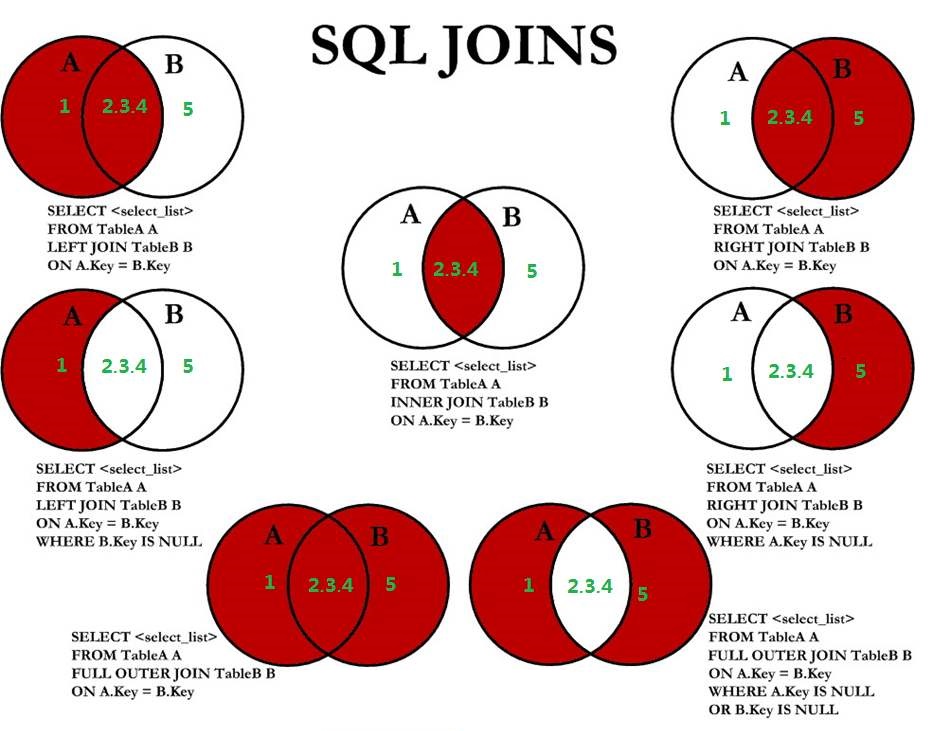 SQL JOINS
A
B
1
2.3.4
5
SELECT <select_list>
FROM TableA A
LEFT JOIN TableB B
ON A.Key = B.Key
A
B
1
2.3.4
5
SELECT <select_list>
FROM TableA A
RIGHT JOIN TableB B
ON A.Key = B.Key
A
B
1
2.3.4
5
SELECT <select_list>
FROM TableA A
INNER JOIN TableB B
ON A.Key = B.Key
A
B
1
2.3.4
5
SELECT <select_list>
FROM TableA A
LEFT JOIN TableB B
ON A.Key = B.Key
WHERE B.Key IS NULL
A
B
1
2.3.4
5
SELECT <select_list>
FROM TableA A
RIGHT JOIN TableB B
ON A.Key = B.Key
WHERE A.Key IS NULL
A
B
1
2.3.4
5
SELECT <select_list>
FROM TableA A
FULL OUTER JOIN TableB B
ON A.Key = B.Key
A
B
1
2.3.4
5
SELECT <select_list>
FROM TableA A
FULL OUTER JOIN TableB B
ON A.Key = B.Key
WHERE A.Key IS NULL
OR B.Key IS NULL